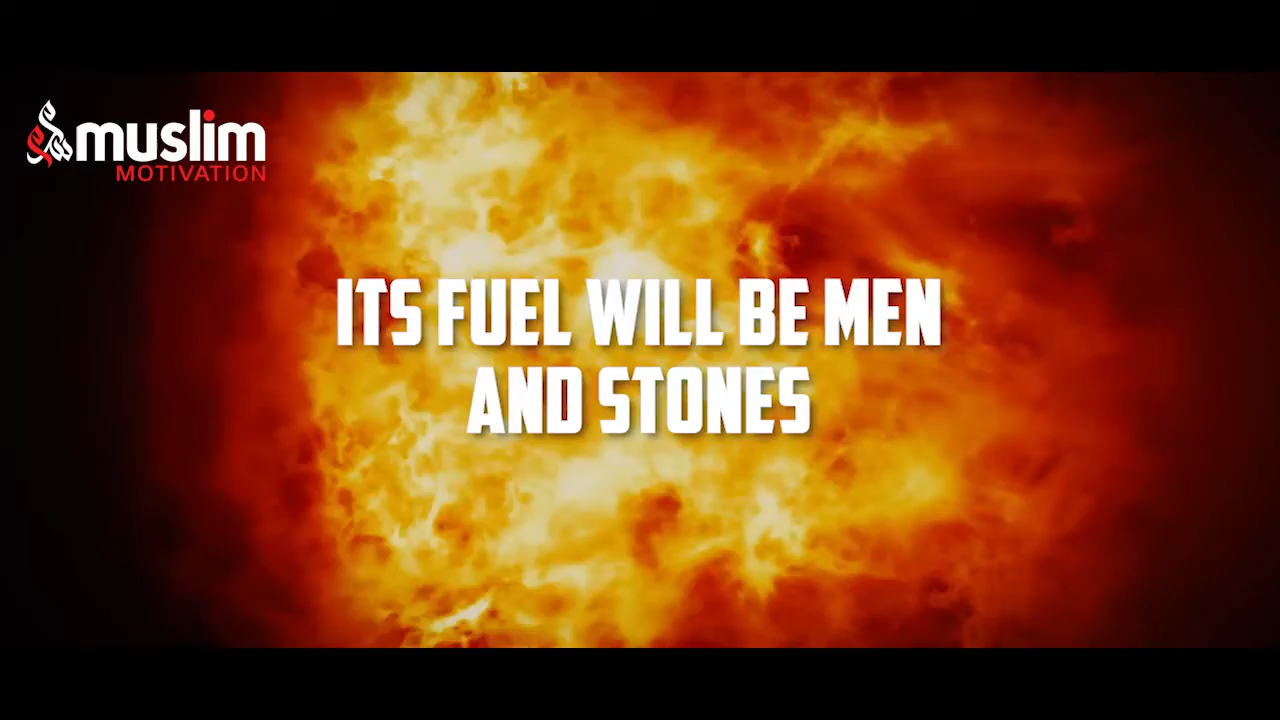 muslim
MOTIVATION
ITS FUEL WILL BE MEN
AND STONES